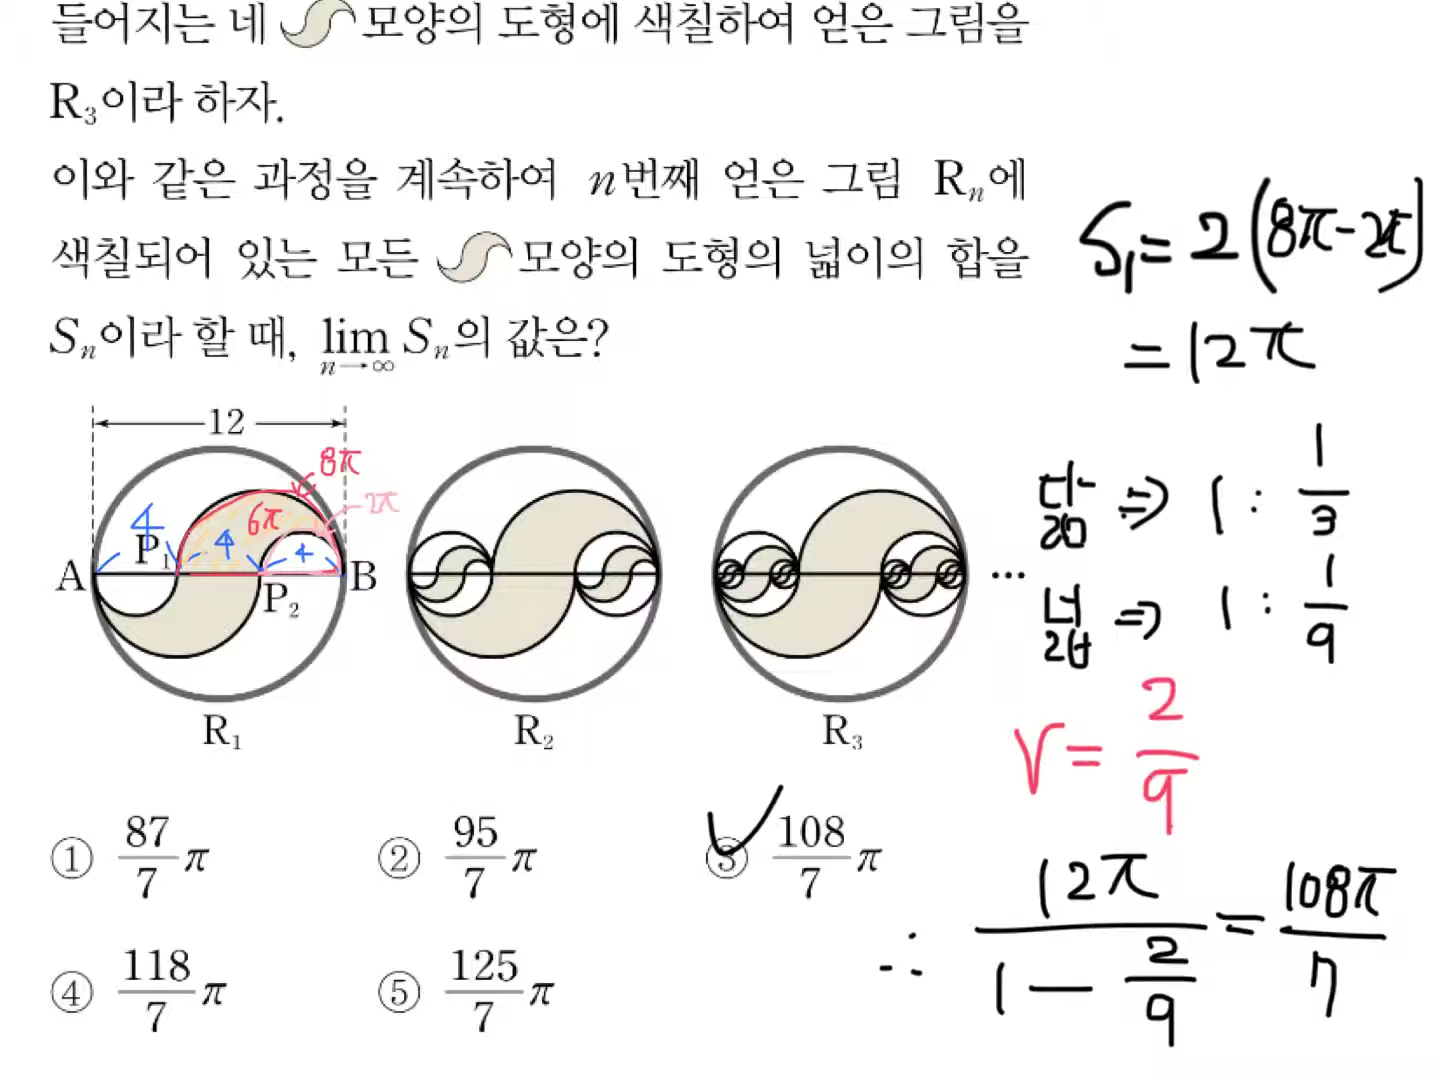 들어지는 네 모양의 도형에 색칠하여 얻은 그림을
R₃이라 하자.
이와 같은 과정을 계속하여 n번째 얻은 그림 Rₙ에
색칠되어 있는 모든 모양의 도형의 넓이의 합을
Sₙ이라 할 때, lim n→∞ Sₙ의 값은?
S₁ = 2(8π-2π)
= 12π
12
8π
2π
6π
4
4
4
A
P₁
P₂
B
R₁
R₂
R₃
...
닮음 ⇒ 1 : 1/3
넓이 ⇒ 1 : 1/9
r = 2/9
① 87/7 π
② 95/7 π
③ 108/7 π
④ 118/7 π
⑤ 125/7 π
∴ 12π/(1 - 2/9) = 108π/7